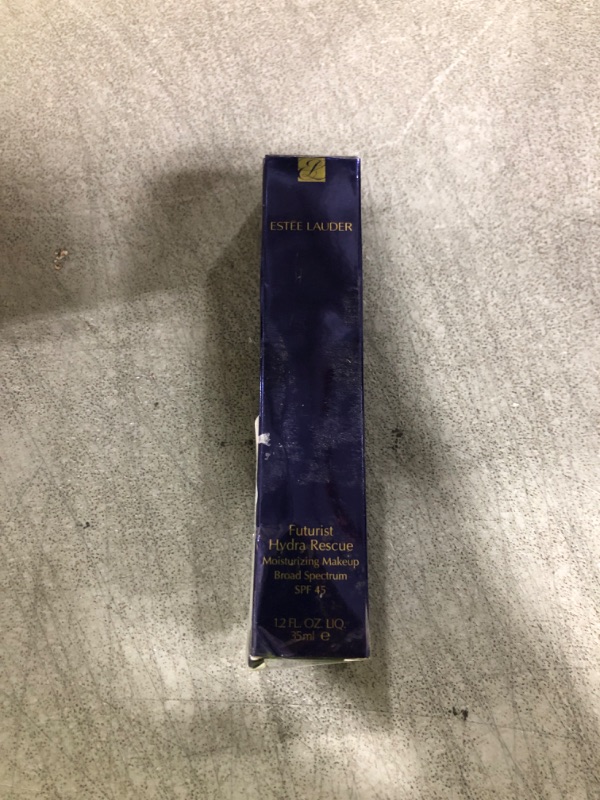 ESTĒE LAUDER
Futurist
Hydra Rescue
Moisturizing Makeup
Broad Spectrum
SPF 45
1.2 FL. OZ. LIQ.
35ml ℮